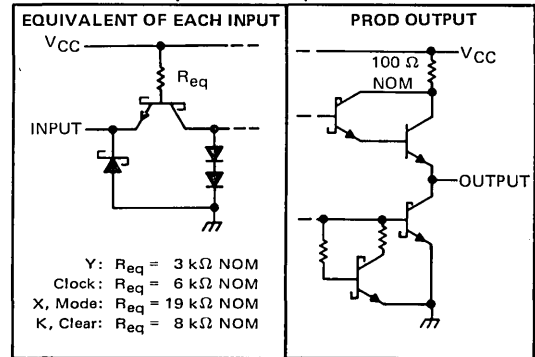 EQUIVALENT OF EACH INPUT
VCC
Req
INPUT
Y: Req = 3 kΩ NOM
Clock: Req = 6 kΩ NOM
X, Mode: Req = 19 kΩ NOM
K, Clear: Req = 8 kΩ NOM
PROD OUTPUT
VCC
100 Ω
NOM
OUTPUT